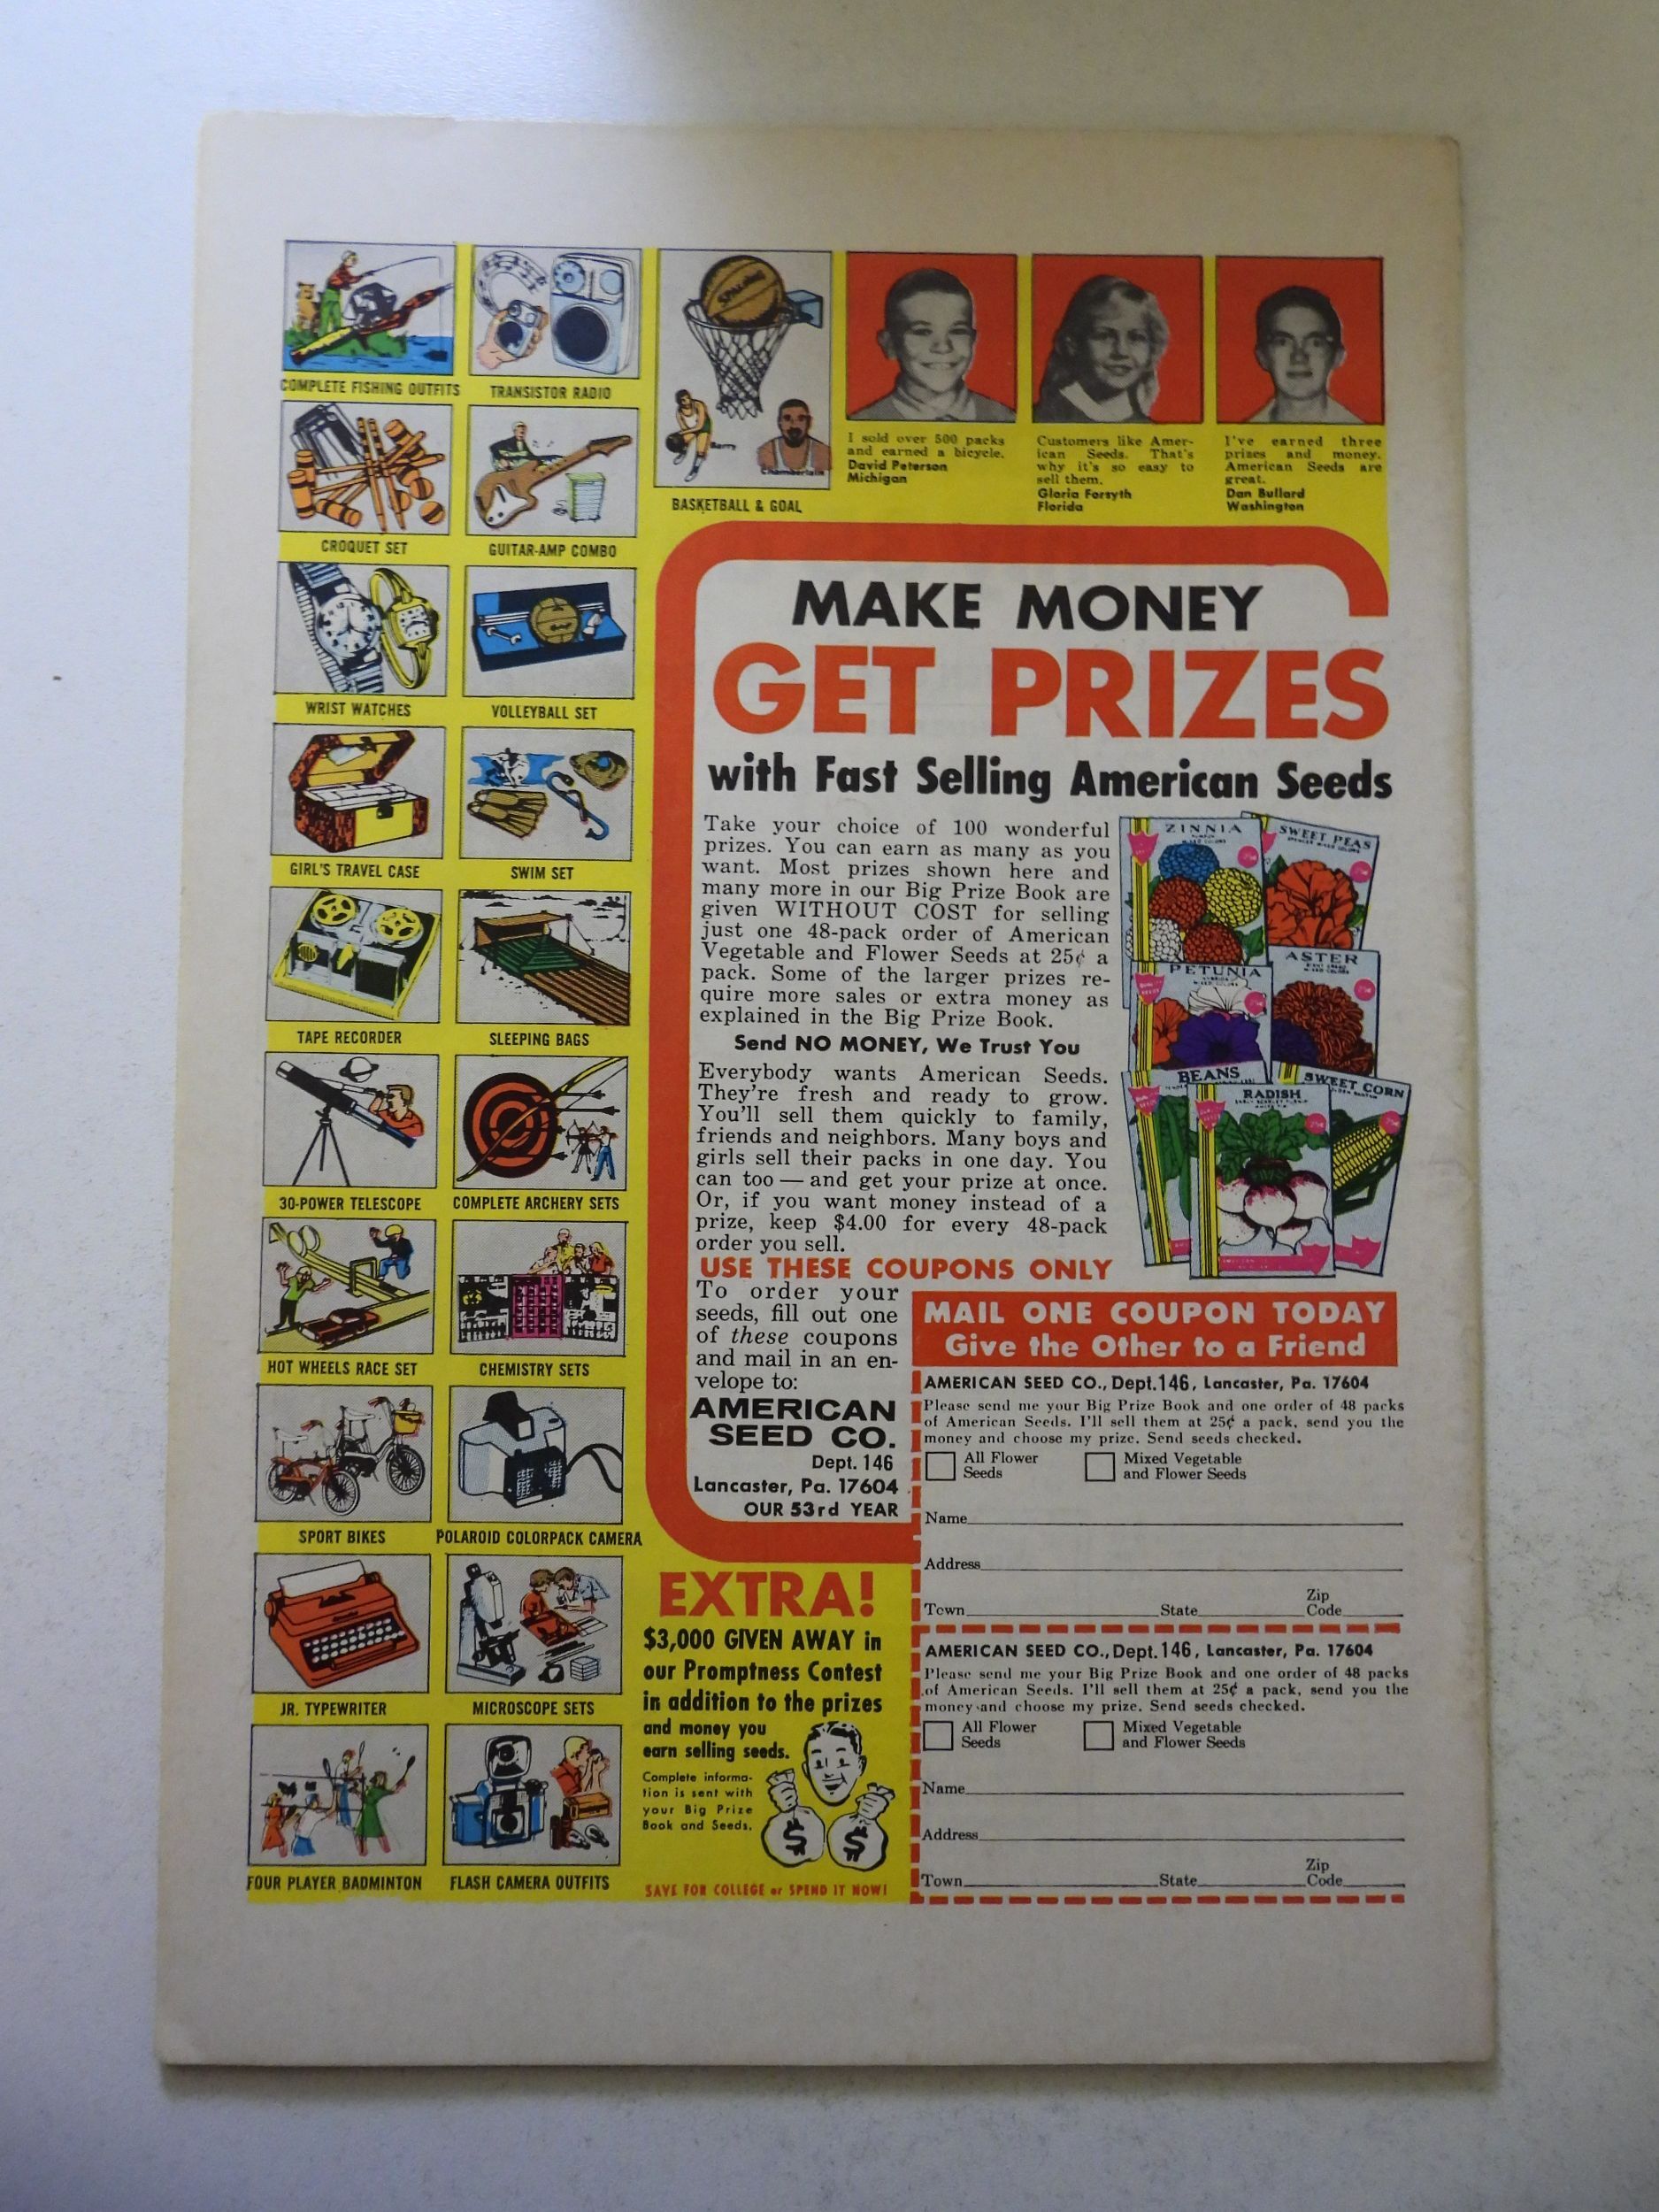 COMPLETE FISHING OUTFITS
TRANSISTOR RADIO
CROQUET SET
GUITAR-AMP COMBO
WRIST WATCHES
VOLLEYBALL SET
GIRL'S TRAVEL CASE
SWIM SET
TAPE RECORDER
SLEEPING BAGS
30-POWER TELESCOPE
COMPLETE ARCHERY SETS
HOT WHEELS RACE SET
CHEMISTRY SETS
SPORT BIKES
POLAROID COLORPACK CAMERA
JR. TYPEWRITER
MICROSCOPE SETS
FOUR PLAYER BADMINTON
FLASH CAMERA OUTFITS
SPALDING
Barry
Chamberlain
BASKETBALL & GOAL
I sold over 500 packs
and earned a bicycle.
David Peterson
Michigan
Customers like Amer-
ican Seeds. That's
why it's so easy to
sell them.
Gloria Forsyth
Florida
I've earned three
prizes and money.
American Seeds are
great.
Dan Bullard
Washington
MAKE MONEY
GET PRIZES
with Fast Selling American Seeds
Take your choice of 100 wonderful
prizes. You can earn as many as you
want. Most prizes shown here and
many more in our Big Prize Book are
given WITHOUT COST for selling
just one 48-pack order of American
Vegetable and Flower Seeds at 25¢ a
pack. Some of the larger prizes re-
quire more sales or extra money as
explained in the Big Prize Book.
Send NO MONEY, We Trust You
Everybody wants American Seeds.
They're fresh and ready to grow.
You'll sell them quickly to family,
friends and neighbors. Many boys and
girls sell their packs in one day. You
can too — and get your prize at once.
Or, if you want money instead of a
prize, keep $4.00 for every 48-pack
order you sell.
ZINNIA
SWEET PEAS
PETUNIA
ASTER
BEANS
RADISH
SWEET CORN
USE THESE COUPONS ONLY
To order your
seeds, fill out one
of these coupons
and mail in an en-
velope to:
AMERICAN
SEED CO.
Dept. 146
Lancaster, Pa. 17604
OUR 53rd YEAR
EXTRA!
$3,000 GIVEN AWAY in
our Promptness Contest
in addition to the prizes
and money you
earn selling seeds.
Complete informa-
tion is sent with
your Big Prize
Book and Seeds.
$ $
SAVE FOR COLLEGE or SPEND IT NOW!
MAIL ONE COUPON TODAY
Give the Other to a Friend
AMERICAN SEED CO., Dept. 146, Lancaster, Pa. 17604
Please send me your Big Prize Book and one order of 48 packs
of American Seeds. I'll sell them at 25¢ a pack, send you the
money and choose my prize. Send seeds checked.
All Flower
Seeds
Mixed Vegetable
and Flower Seeds
Name
Address
Town State Zip Code
AMERICAN SEED CO., Dept. 146, Lancaster, Pa. 17604
Please send me your Big Prize Book and one order of 48 packs
of American Seeds. I'll sell them at 25¢ a pack, send you the
money and choose my prize. Send seeds checked.
All Flower
Seeds
Mixed Vegetable
and Flower Seeds
Name
Address
Town State Zip Code